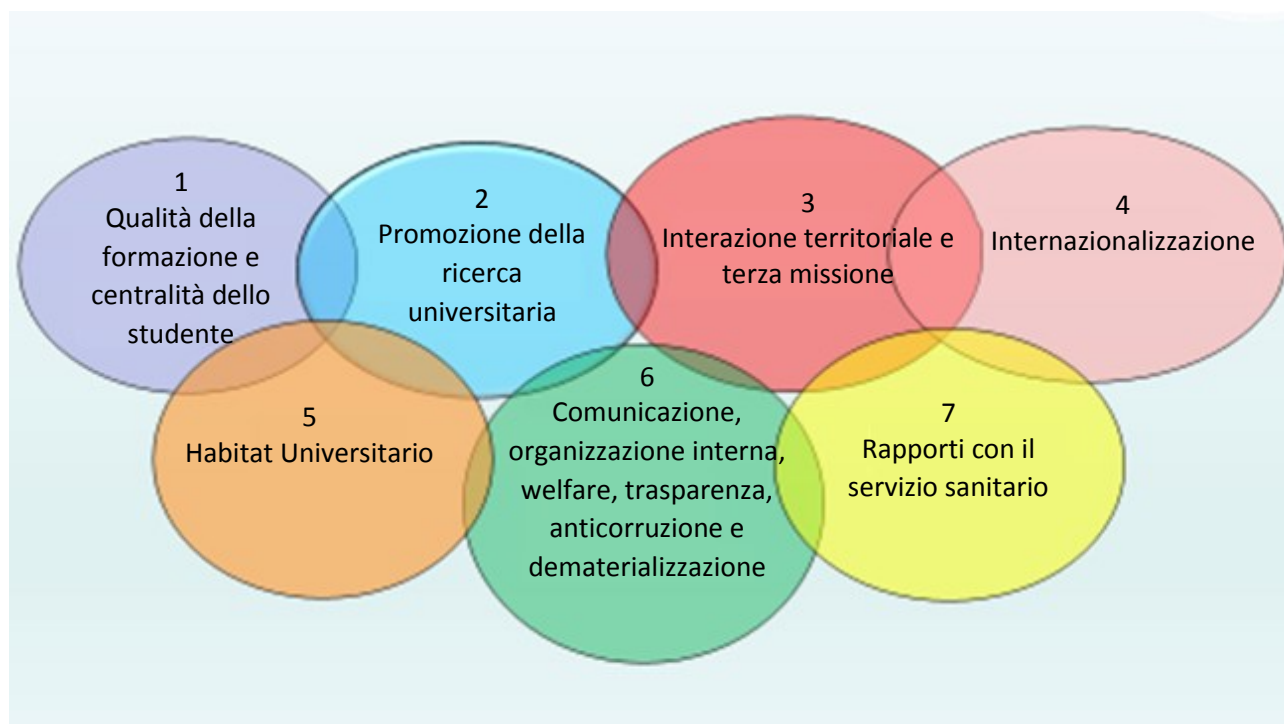 1
Qualità della
formazione e
centralità dello
studente
2
Promozione della
ricerca
universitaria
3
Interazione territoriale e
terza missione
4
Internazionalizzazione
5
Habitat Universitario
6
Comunicazione,
organizzazione interna,
welfare, trasparenza,
anticorruzione e
dematerializzazione
7
Rapporti con il
servizio sanitario